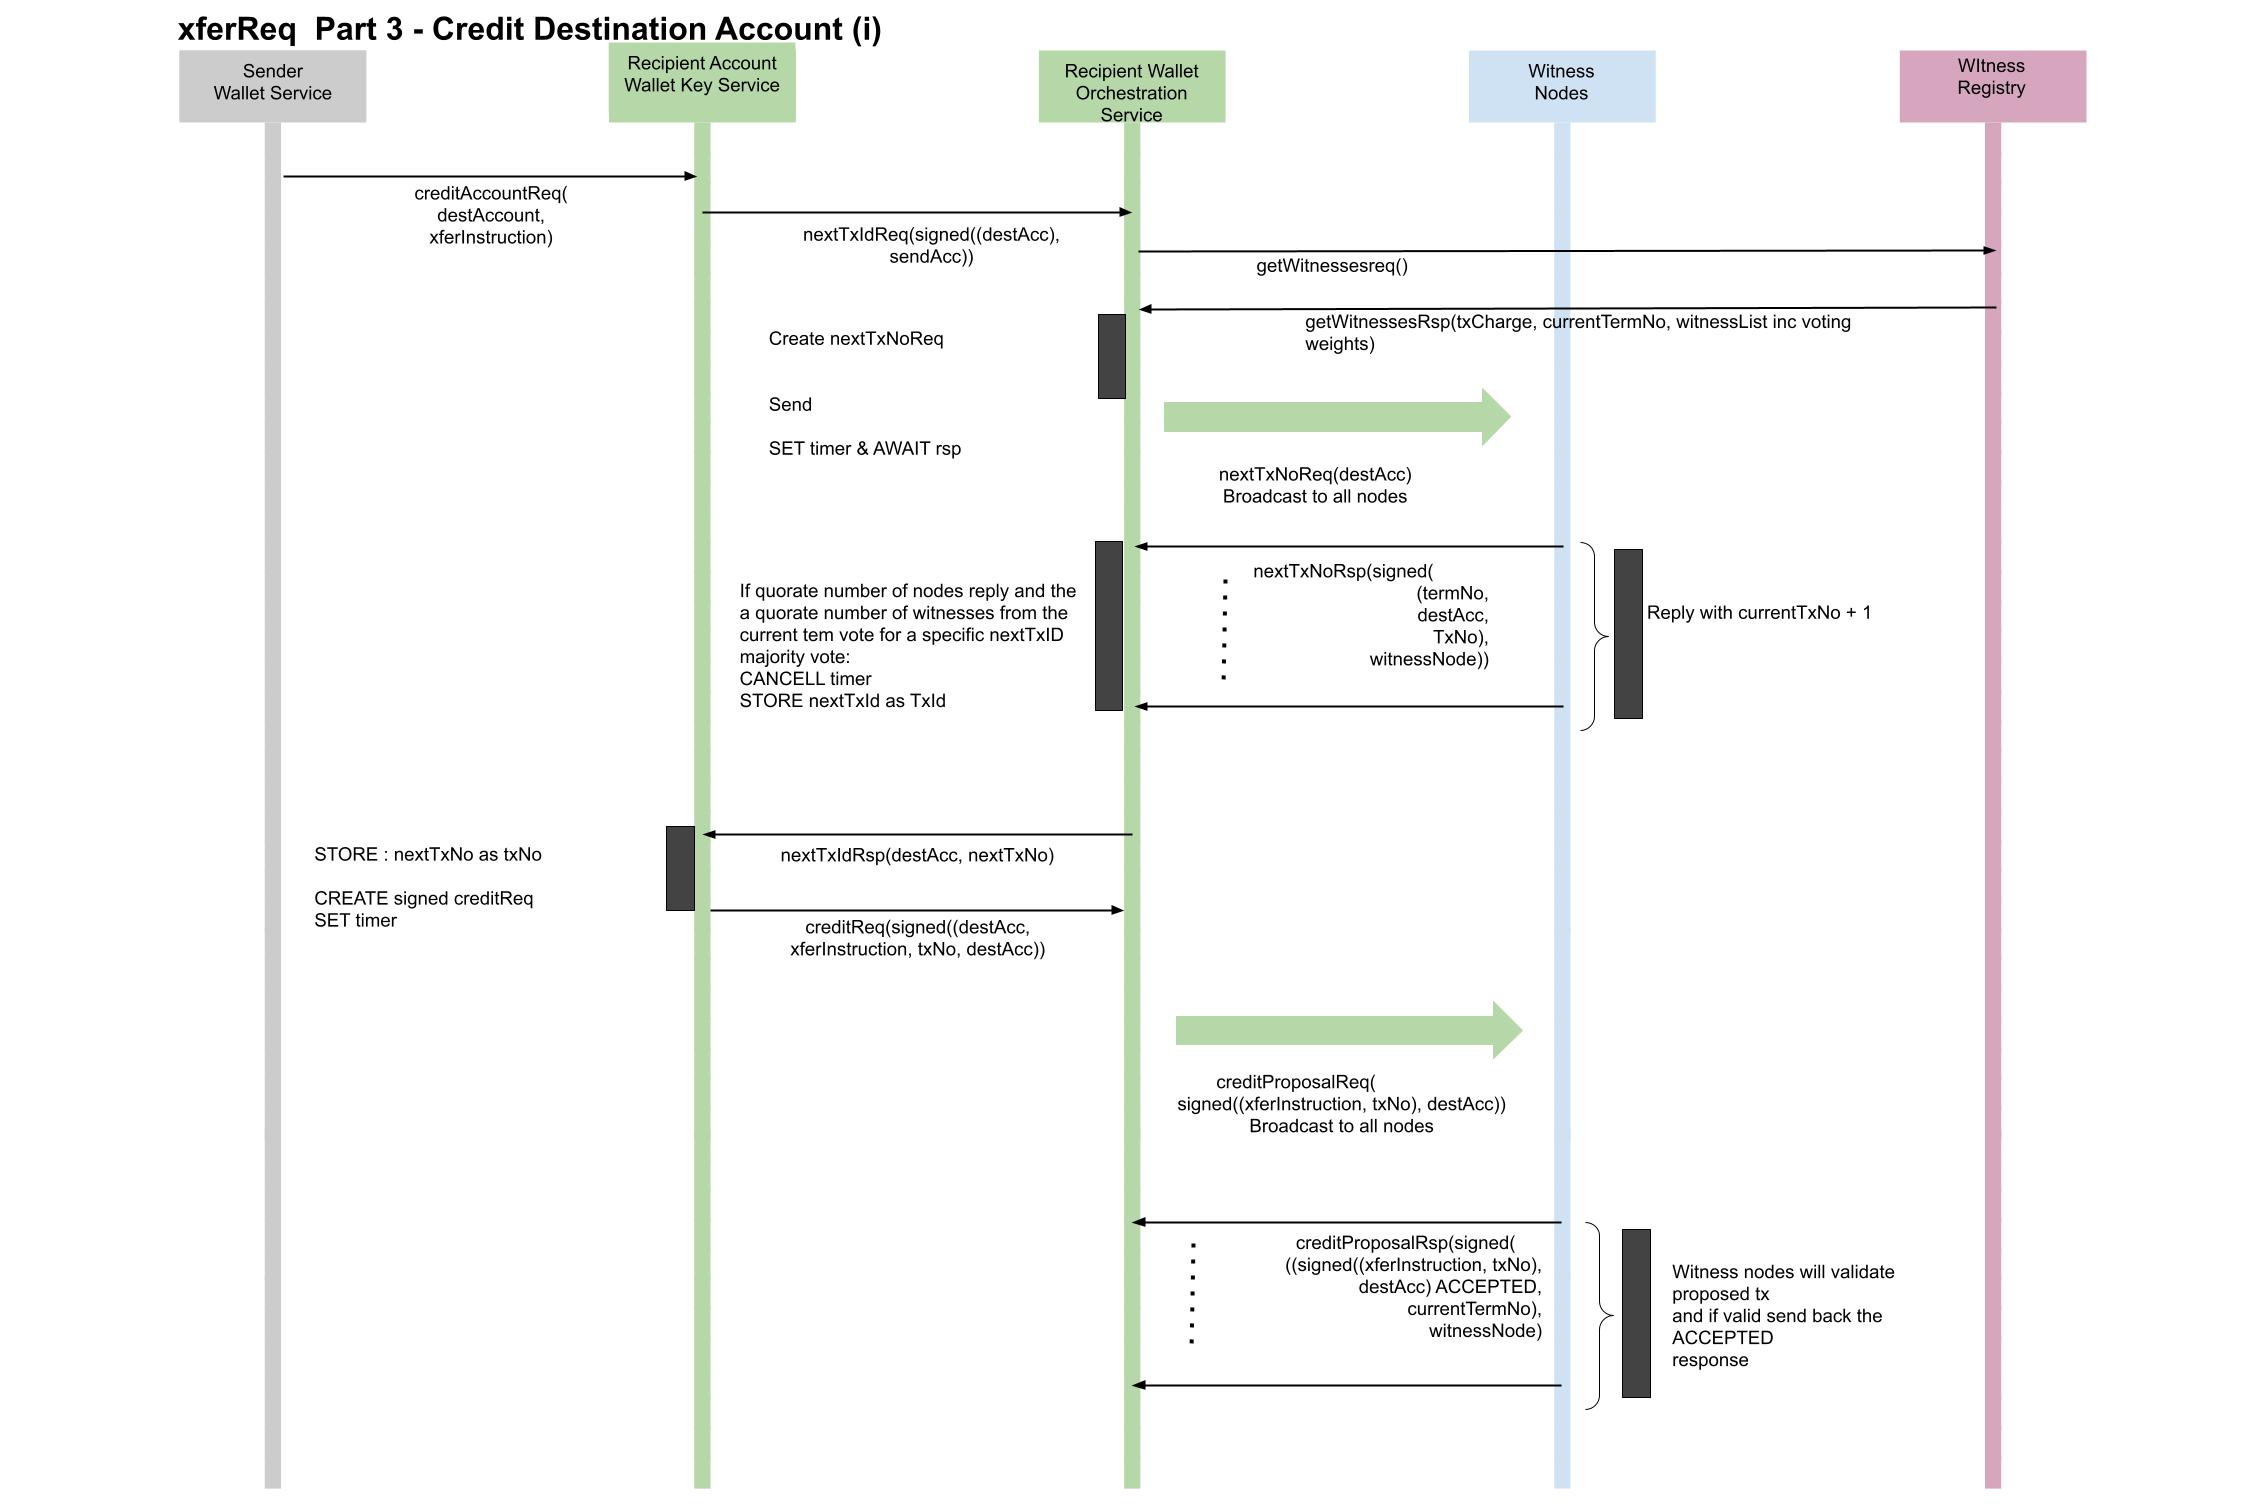 xferReq  Part 3 - Credit Destination Account (i)
Sender
Wallet Service
Recipient Account
Wallet Key Service
Recipient Wallet
Orchestration
Service
Witness
Nodes
WItness
Registry
creditAccountReq(
destAccount,
xferInstruction)
nextTxIdReq(signed((destAcc),
sendAcc))
getWitnessesreq()
getWitnessesRsp(txCharge, currentTermNo, witnessList inc voting
weights)
Create nextTxNoReq
Send
SET timer & AWAIT rsp
nextTxNoReq(destAcc)
Broadcast to all nodes
nextTxNoRsp(signed(
(termNo,
destAcc,
TxNo),
witnessNode))
Reply with currentTxNo + 1
If quorate number of nodes reply and the
a quorate number of witnesses from the
current tem vote for a specific nextTxID
majority vote:
CANCELL timer
STORE nextTxId as TxId
nextTxIdRsp(destAcc, nextTxNo)
STORE : nextTxNo as txNo
CREATE signed creditReq
SET timer
creditReq(signed((destAcc,
xferInstruction, txNo, destAcc))
creditProposalReq(
signed((xferInstruction, txNo), destAcc))
Broadcast to all nodes
creditProposalRsp(signed(
((signed((xferInstruction, txNo),
destAcc) ACCEPTED,
currentTermNo),
witnessNode)
Witness nodes will validate
proposed tx
and if valid send back the
ACCEPTED
response